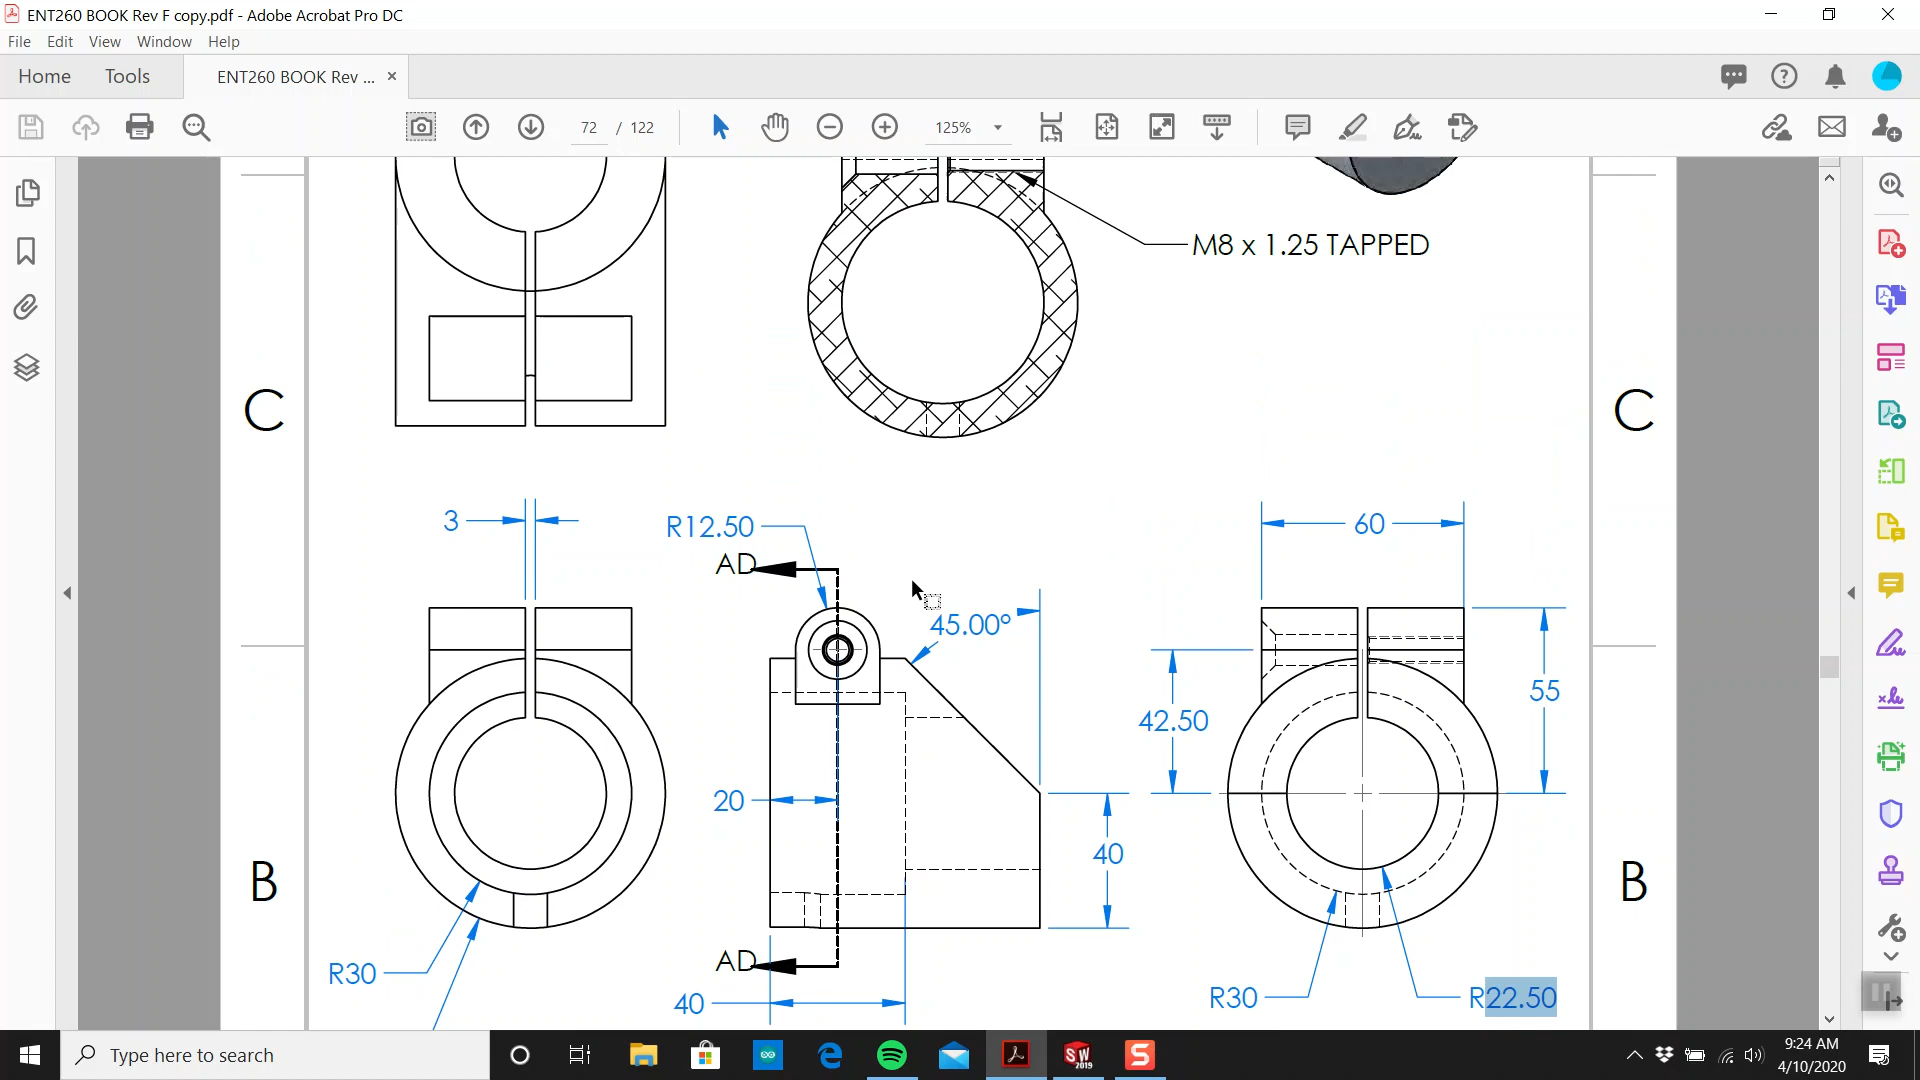 ENT260 BOOK Rev F copy.pdf - Adobe Acrobat Pro DC
File Edit View Window Help
Home Tools ENT260 BOOK Rev ... ×
72 / 122 125%
M8 x 1.25 TAPPED
C C
3 R12.50 60
AD
45.00°
55
42.50
20
40
B B
AD
R30
40 R30 R22.50
Type here to search
SW
2019
S
9:24 AM
4/10/2020